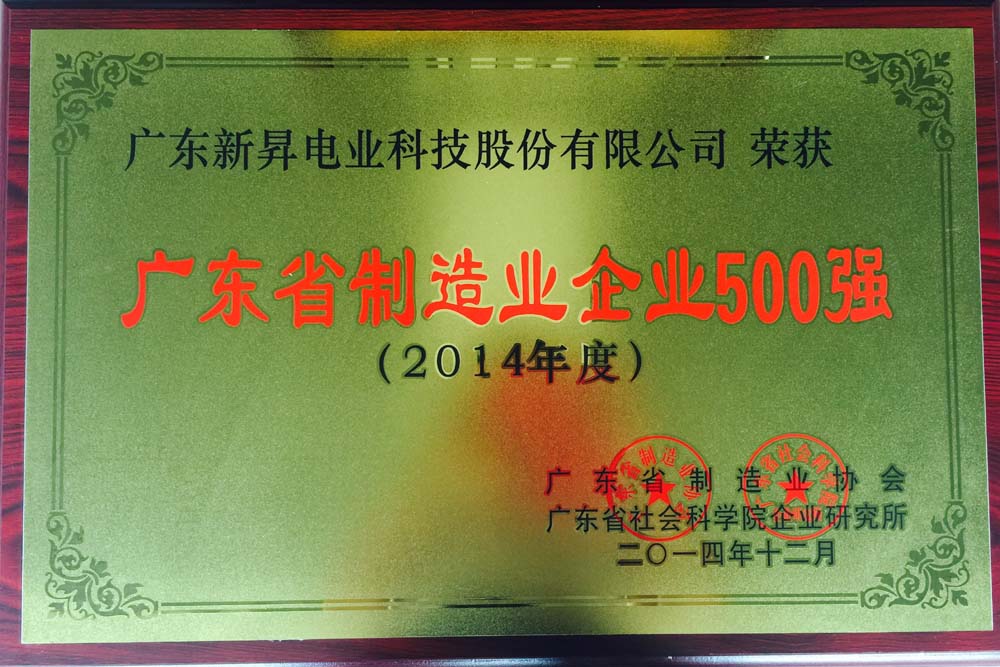 广东新昇电业科技股份有限公司 荣获
广东省制造业企业500强
（2014年度）
广东省制造业协会
广东省社会科学院企业研究所
二〇一四年十二月